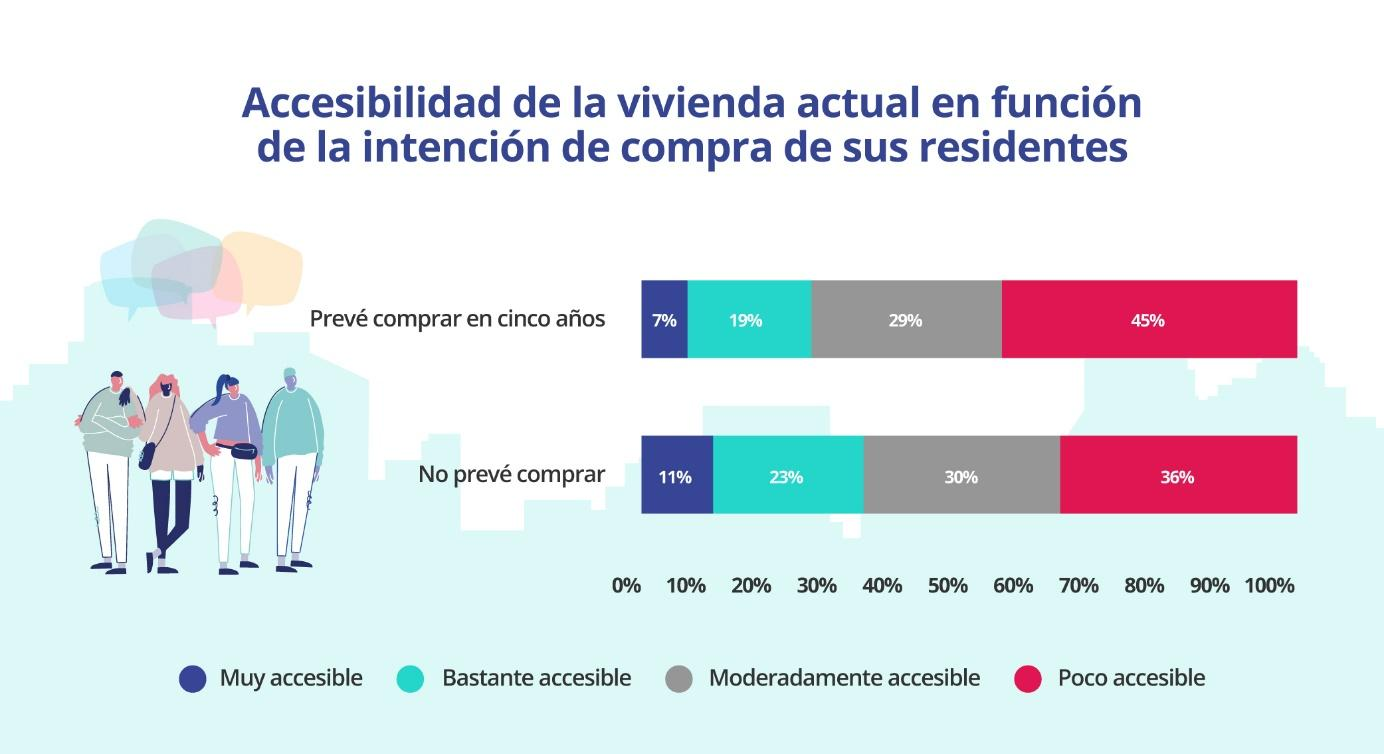 Accesibilidad de la vivienda actual en función
de la intención de compra de sus residentes
Prevé comprar en cinco años
7% 19% 29% 45%
No prevé comprar
11% 23% 30% 36%
0% 10% 20% 30% 40% 50% 60% 70% 80% 90% 100%
Muy accesible Bastante accesible Moderadamente accesible Poco accesible